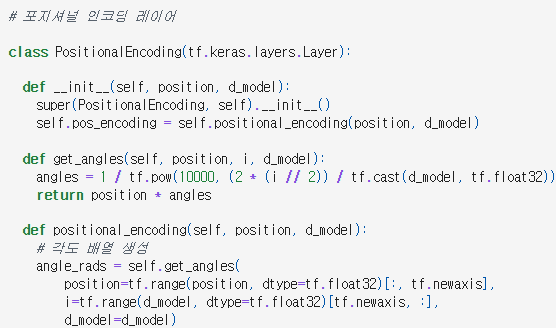 # 포지셔널 인코딩 레이어
class PositionalEncoding(tf.keras.layers.Layer):
def __init__(self, position, d_model):
super(PositionalEncoding, self).__init__()
self.pos_encoding = self.positional_encoding(position, d_model)
def get_angles(self, position, i, d_model):
angles = 1 / tf.pow(10000, (2 * (i // 2)) / tf.cast(d_model, tf.float32))
return position * angles
def positional_encoding(self, position, d_model):
# 각도 배열 생성
angle_rads = self.get_angles(
position=tf.range(position, dtype=tf.float32)[:, tf.newaxis],
i=tf.range(d_model, dtype=tf.float32)[tf.newaxis, :],
d_model=d_model)